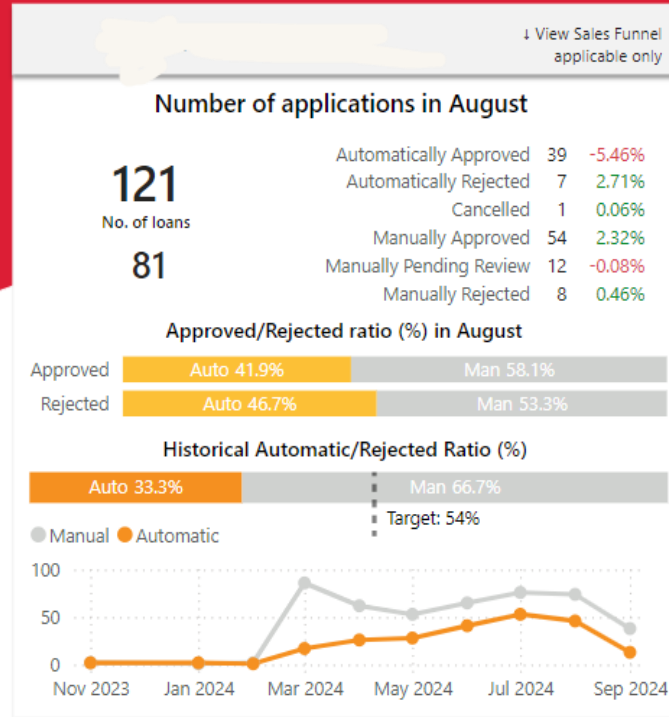 ↓ View Sales Funnel
applicable only
Number of applications in August
121
No. of loans
81
Automatically Approved 39 -5.46%
Automatically Rejected 7 2.71%
Cancelled 1 0.06%
Manually Approved 54 2.32%
Manually Pending Review 12 -0.08%
Manually Rejected 8 0.46%
Approved/Rejected ratio (%) in August
Approved Auto 41.9% Man 58.1%
Rejected Auto 46.7% Man 53.3%
Historical Automatic/Rejected Ratio (%)
Auto 33.3% Man 66.7%
Target: 54%
Manual Automatic
100
50
0
Nov 2023 Jan 2024 Mar 2024 May 2024 Jul 2024 Sep 2024